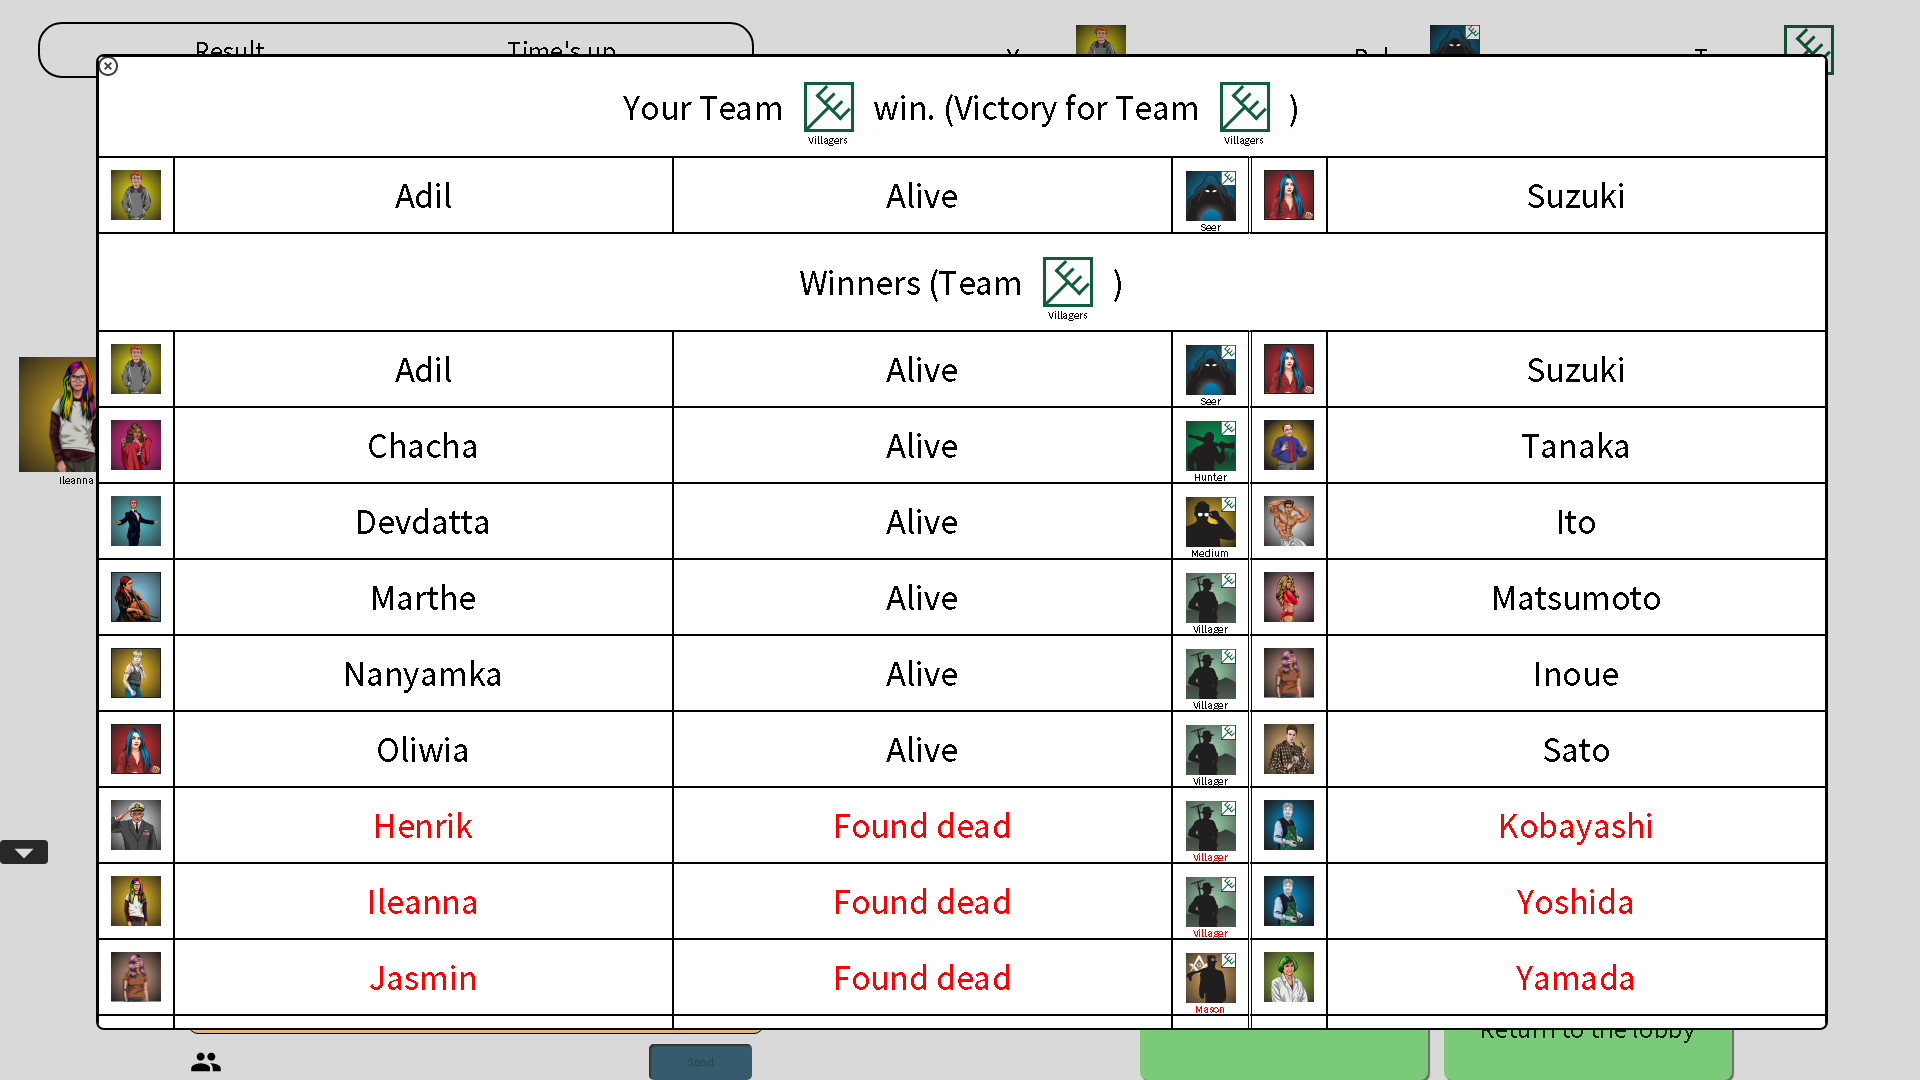 Result Time's up
Your Team Villagers win. (Victory for Team Villagers )
Adil Alive Seer Suzuki
Winners (Team Villagers )
Adil Alive Seer Suzuki
Chacha Alive Hunter Tanaka
Ileanna
Devdatta Alive Medium Ito
Marthe Alive Villager Matsumoto
Nanyamka Alive Villager Inoue
Oliwia Alive Villager Sato
Henrik Found dead Villager Kobayashi
Ileanna Found dead Villager Yoshida
Jasmin Found dead Mason Yamada
Return to the lobby
Send